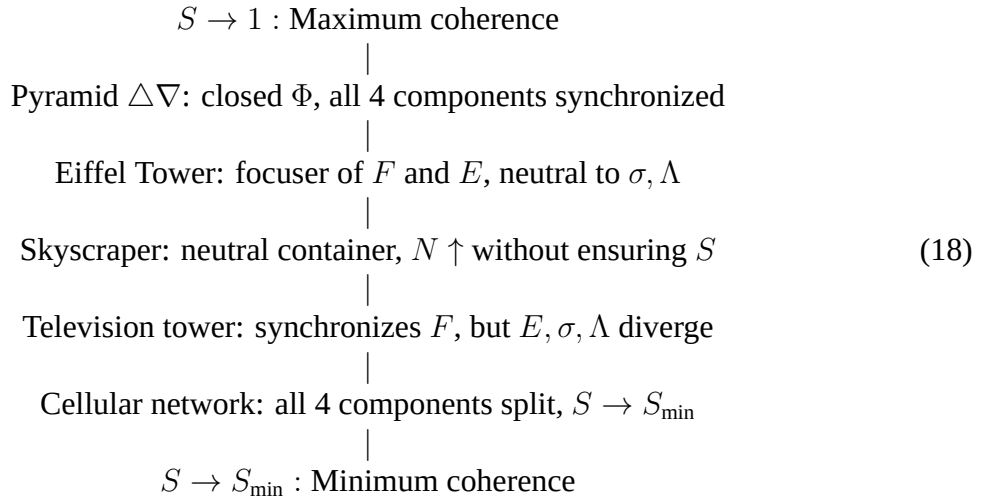 S → 1 : Maximum coherence
|
Pyramid △∇: closed Φ, all 4 components synchronized
|
Eiffel Tower: focuser of F and E, neutral to σ, Λ
|
Skyscraper: neutral container, N ↑ without ensuring S (18)
|
Television tower: synchronizes F, but E, σ, Λ diverge
|
Cellular network: all 4 components split, S → S_min
|
S → S_min : Minimum coherence